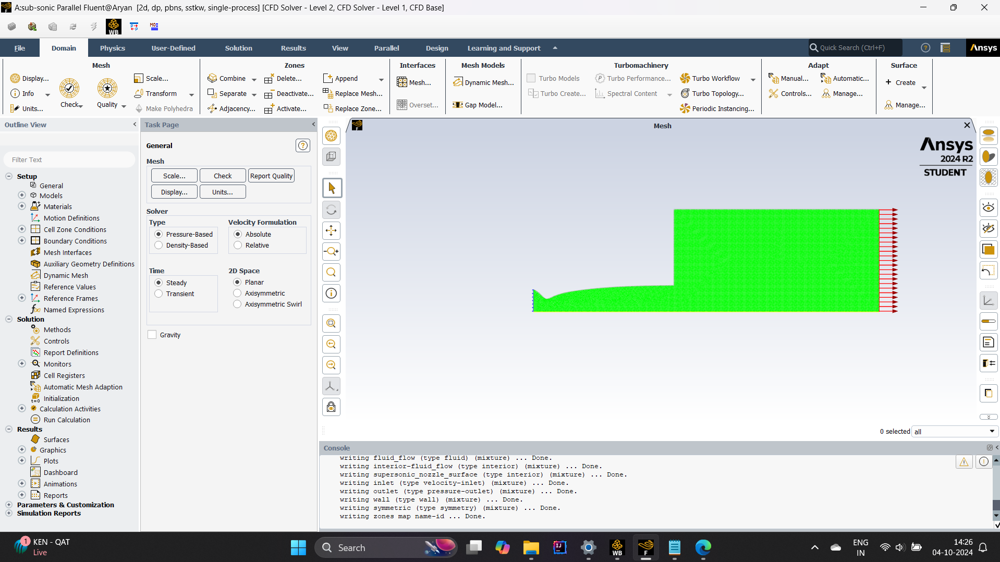 A:sub-sonic Parallel Fluent@Aryan [2d, dp, pbns, sstkw, single-process] [CFD Solver - Level 2, CFD Solver - Level 1, CFD Base]
WB
File Domain Physics User-Defined Solution Results View Parallel Design Learning and Support Quick Search (Ctrl+F) Ansys
Mesh Zones Interfaces Mesh Models Turbomachinery Adapt Surface
Display... Scale... Combine Delete... Append Mesh... Dynamic Mesh... Turbo Models Turbo Performance... Turbo Workflow Manual... Automatic... Create
Info Check Quality Transform Separate Deactivate... Replace Mesh... Turbo Create... Spectral Content Turbo Topology... Controls... Manage...
Units... Make Polyhedra Adjacency... Activate... Replace Zone... Overset... Gap Model... Periodic Instancing... Manage...
Outline View
Filter Text
Setup
General
Models
Materials
Motion Definitions
Cell Zone Conditions
Boundary Conditions
Mesh Interfaces
Auxiliary Geometry Definitions
Dynamic Mesh
Reference Values
Reference Frames
Named Expressions
Solution
Methods
Controls
Report Definitions
Monitors
Cell Registers
Automatic Mesh Adaption
Initialization
Calculation Activities
Run Calculation
Results
Surfaces
Graphics
Plots
Dashboard
Animations
Reports
Parameters & Customization
Simulation Reports
Task Page
General
Mesh
Scale... Check Report Quality
Display... Units...
Solver
Type
Pressure-Based
Density-Based
Velocity Formulation
Absolute
Relative
Time
Steady
Transient
2D Space
Planar
Axisymmetric
Axisymmetric Swirl
Gravity
Mesh
Ansys
2024 R2
STUDENT
0 selected all
Console
writing fluid_flow (type fluid) (mixture) ... Done.
writing interior-fluid_flow (type interior) (mixture) ... Done.
writing supersonic_nozzle_surface (type interior) (mixture) ... Done.
writing inlet (type velocity-inlet) (mixture) ... Done.
writing outlet (type pressure-outlet) (mixture) ... Done.
writing wall (type wall) (mixture) ... Done.
writing symmetric (type symmetry) (mixture) ... Done.
writing zones map name-id ... Done.
1 KEN - QAT
Live
Search
IJ
WB
F
ENG
IN
14:26
04-10-2024